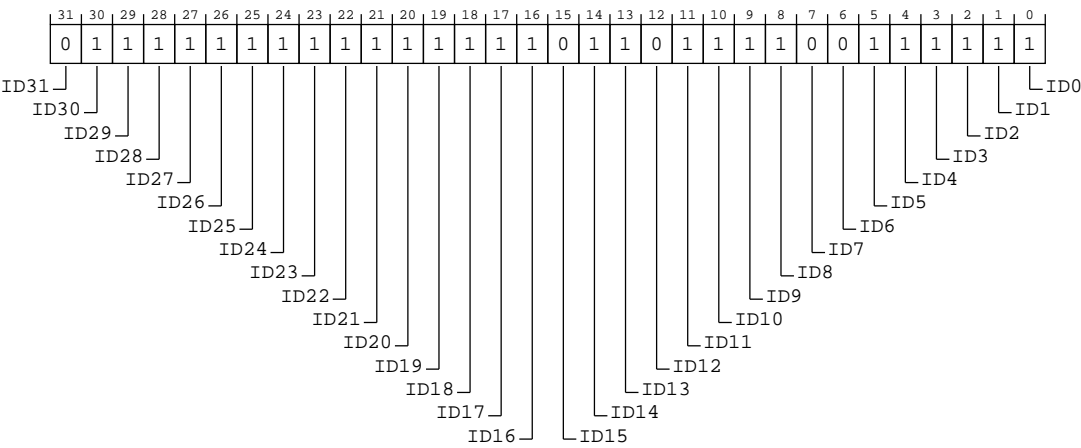 31 30 29 28 27 26 25 24 23 22 21 20 19 18 17 16 15 14 13 12 11 10 9 8 7 6 5 4 3 2 1 0
0 1 1 1 1 1 1 1 1 1 1 1 1 1 1 1 0 1 1 0 1 1 1 1 0 0 1 1 1 1 1 1
ID31 ID0
ID30 ID1
ID29 ID2
ID28 ID3
ID27 ID4
ID26 ID5
ID25 ID6
ID24 ID7
ID23 ID8
ID22 ID9
ID21 ID10
ID20 ID11
ID19 ID12
ID18 ID13
ID17 ID14
ID16 ID15